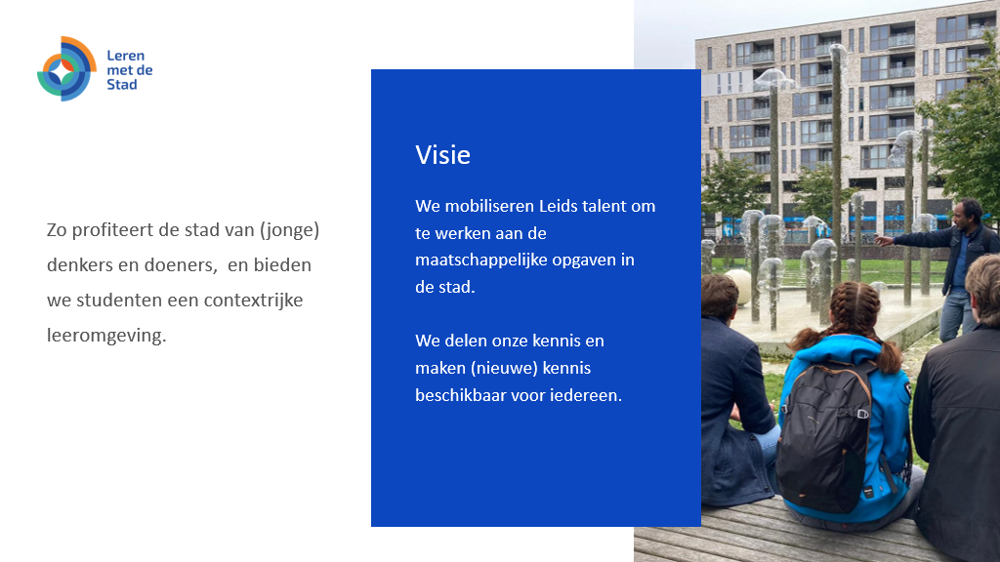 Leren
met de
Stad
Zo profiteert de stad van (jonge)
denkers en doeners,  en bieden
we studenten een contextrijke
leeromgeving.
Visie
We mobiliseren Leids talent om
te werken aan de
maatschappelijke opgaven in
de stad.
We delen onze kennis en
maken (nieuwe) kennis
beschikbaar voor iedereen.